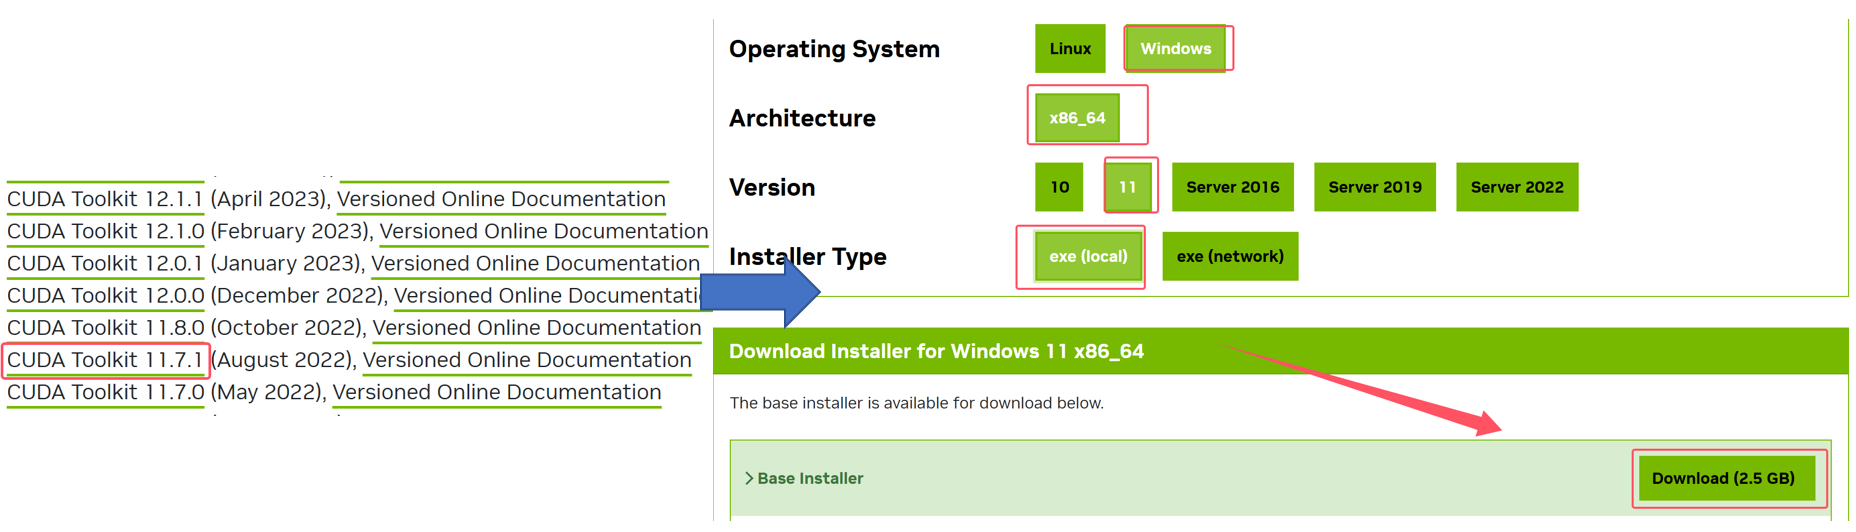 CUDA Toolkit 12.1.1 (April 2023), Versioned Online Documentation
CUDA Toolkit 12.1.0 (February 2023), Versioned Online Documentation
CUDA Toolkit 12.0.1 (January 2023), Versioned Online Documentation
CUDA Toolkit 12.0.0 (December 2022), Versioned Online Documentati
CUDA Toolkit 11.8.0 (October 2022), Versioned Online Documentation
CUDA Toolkit 11.7.1 (August 2022), Versioned Online Documentation
CUDA Toolkit 11.7.0 (May 2022), Versioned Online Documentation
Operating System Linux Windows
Architecture x86_64
Version 10 11 Server 2016 Server 2019 Server 2022
Installer Type exe (local) exe (network)
Download Installer for Windows 11 x86_64
The base installer is available for download below.
Base Installer Download (2.5 GB)